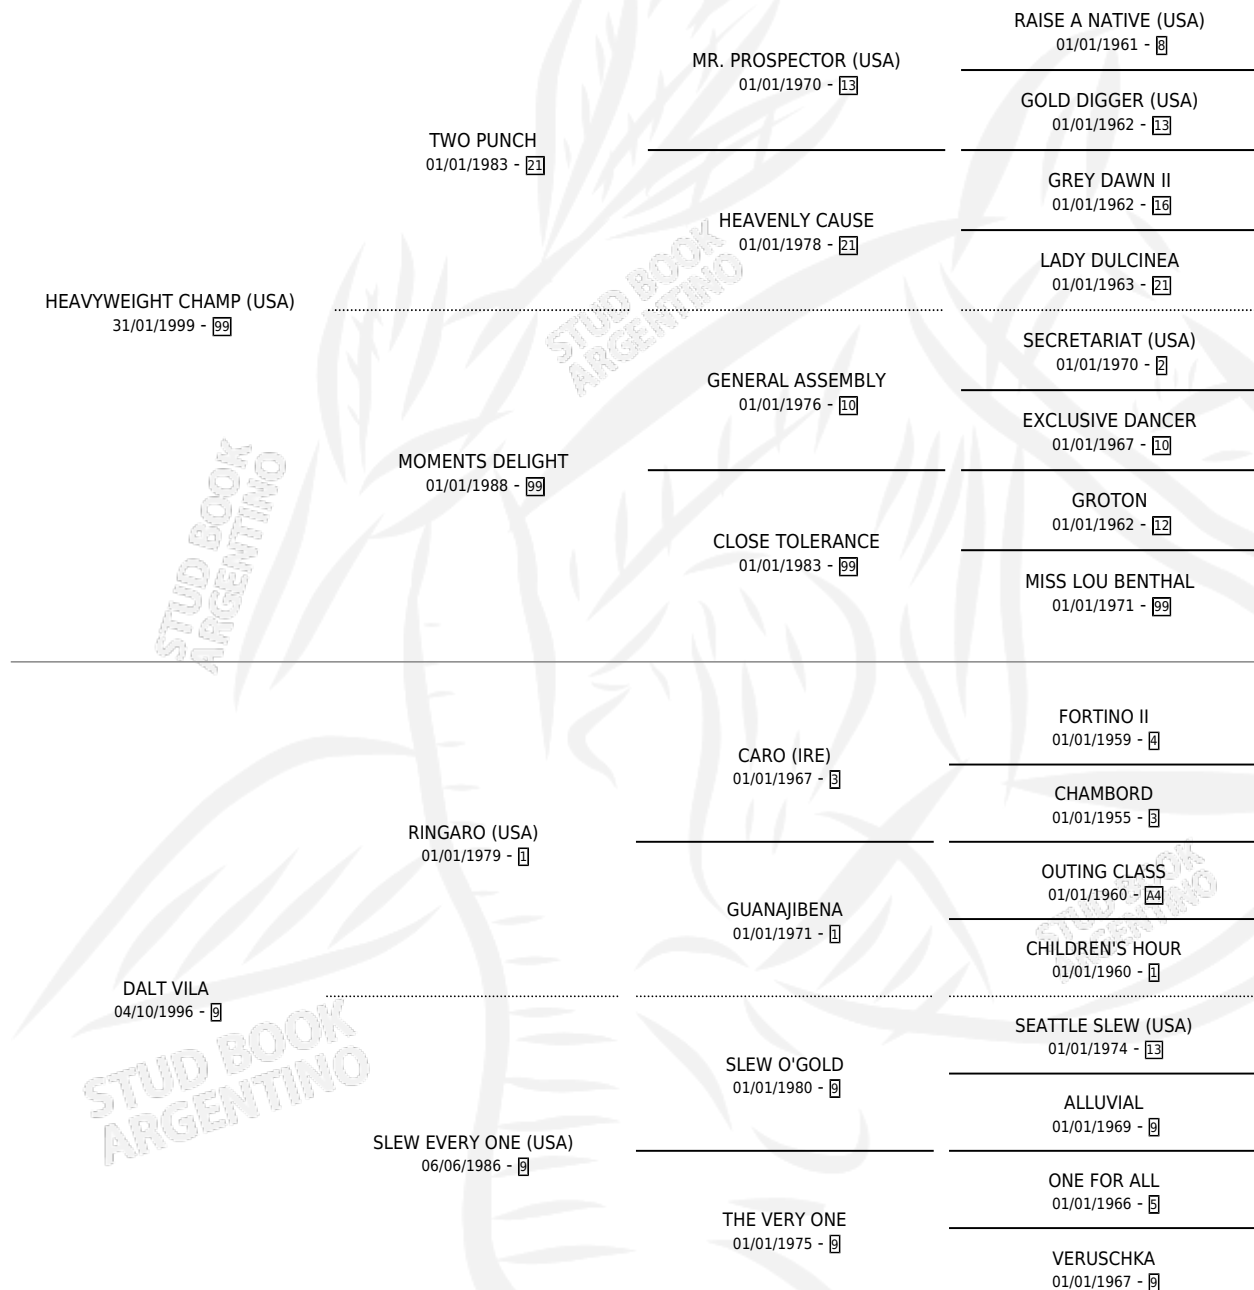 RAISE A NATIVE (USA)
01/01/1961 - 8
MR. PROSPECTOR (USA)
01/01/1970 - 13
GOLD DIGGER (USA)
01/01/1962 - 13
TWO PUNCH
01/01/1983 - 21
GREY DAWN II
01/01/1962 - 16
HEAVENLY CAUSE
01/01/1978 - 21
LADY DULCINEA
01/01/1963 - 21
HEAVYWEIGHT CHAMP (USA)
31/01/1999 - 99
STUD BOOK
ARGENTINO
SECRETARIAT (USA)
01/01/1970 - 2
GENERAL ASSEMBLY
01/01/1976 - 10
EXCLUSIVE DANCER
01/01/1967 - 10
MOMENTS DELIGHT
01/01/1988 - 99
GROTON
01/01/1962 - 12
CLOSE TOLERANCE
01/01/1983 - 99
MISS LOU BENTHAL
01/01/1971 - 99
STUD BOOK
ARGENTINO
FORTINO II
01/01/1959 - 4
CARO (IRE)
01/01/1967 - 3
CHAMBORD
01/01/1955 - 3
RINGARO (USA)
01/01/1979 - 1
OUTING CLASS
01/01/1960 - A4
GUANAJIBENA
01/01/1971 - 1
STUD BOOK
ARGENTINO
CHILDREN'S HOUR
01/01/1960 - 1
DALT VILA
04/10/1996 - 9
STUD BOOK
ARGENTINO
SEATTLE SLEW (USA)
01/01/1974 - 13
SLEW O'GOLD
01/01/1980 - 9
ALLUVIAL
01/01/1969 - 9
SLEW EVERY ONE (USA)
06/06/1986 - 9
ONE FOR ALL
01/01/1966 - 5
THE VERY ONE
01/01/1975 - 9
VERUSCHKA
01/01/1967 - 9